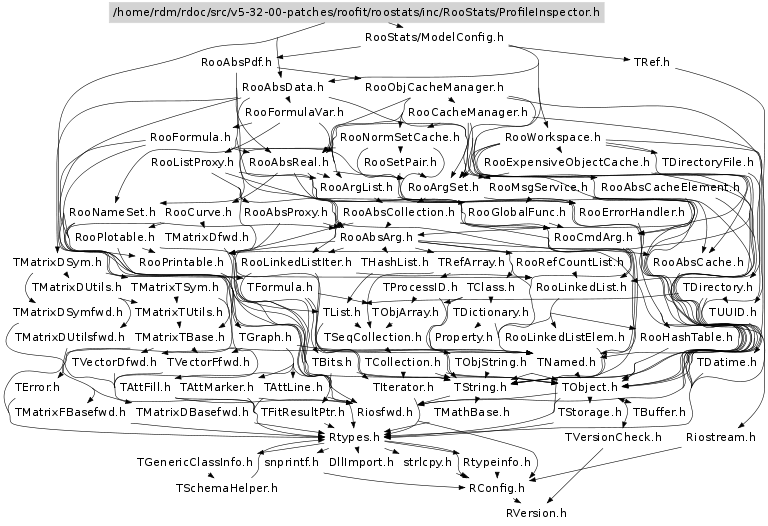 /home/rdm/rdoc/src/v5-32-00-patches/roofit/roostats/inc/RooStats/ProfileInspector.h
RooStats/ModelConfig.h
RooAbsPdf.h TRef.h
RooAbsData.h RooObjCacheManager.h
RooFormulaVar.h RooCacheManager.h
RooFormula.h RooNormSetCache.h RooWorkspace.h
RooListProxy.h RooAbsReal.h RooSetPair.h RooExpensiveObjectCache.h TDirectoryFile.h
RooArgList.h RooArgSet.h RooMsgService.h RooAbsCacheElement.h
RooNameSet.h RooCurve.h RooAbsProxy.h RooAbsCollection.h RooGlobalFunc.h RooErrorHandler.h
RooPlotable.h TMatrixDfwd.h RooAbsArg.h RooCmdArg.h
TMatrixDSym.h RooPrintable.h RooLinkedListIter.h THashList.h TRefArray.h RooRefCountList.h RooAbsCache.h
TMatrixDUtils.h TMatrixTSym.h TFormula.h TProcessID.h TClass.h RooLinkedList.h TDirectory.h
TMatrixDSymfwd.h TMatrixTUtils.h TList.h TObjArray.h TDictionary.h TUUID.h
TMatrixDUtilsfwd.h TMatrixTBase.h TGraph.h TSeqCollection.h Property.h RooLinkedListElem.h RooHashTable.h
TVectorDfwd.h TVectorFfwd.h TBits.h TCollection.h TObjString.h TNamed.h TDatime.h
TError.h TAttFill.h TAttMarker.h TAttLine.h TIterator.h TString.h TObject.h
TMatrixFBasefwd.h TMatrixDBasefwd.h TFitResultPtr.h Riosfwd.h TMathBase.h TStorage.h TBuffer.h
Rtypes.h TVersionCheck.h Riostream.h
TGenericClassInfo.h snprintf.h DllImport.h strlcpy.h Rtypeinfo.h
TSchemaHelper.h RConfig.h
RVersion.h